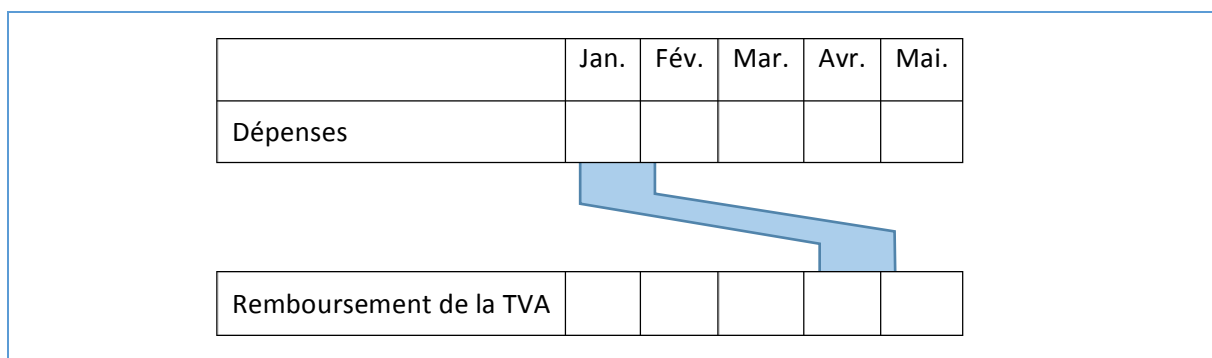 Jan. Fév. Mar. Avr. Mai.
Dépenses
Remboursement de la TVA